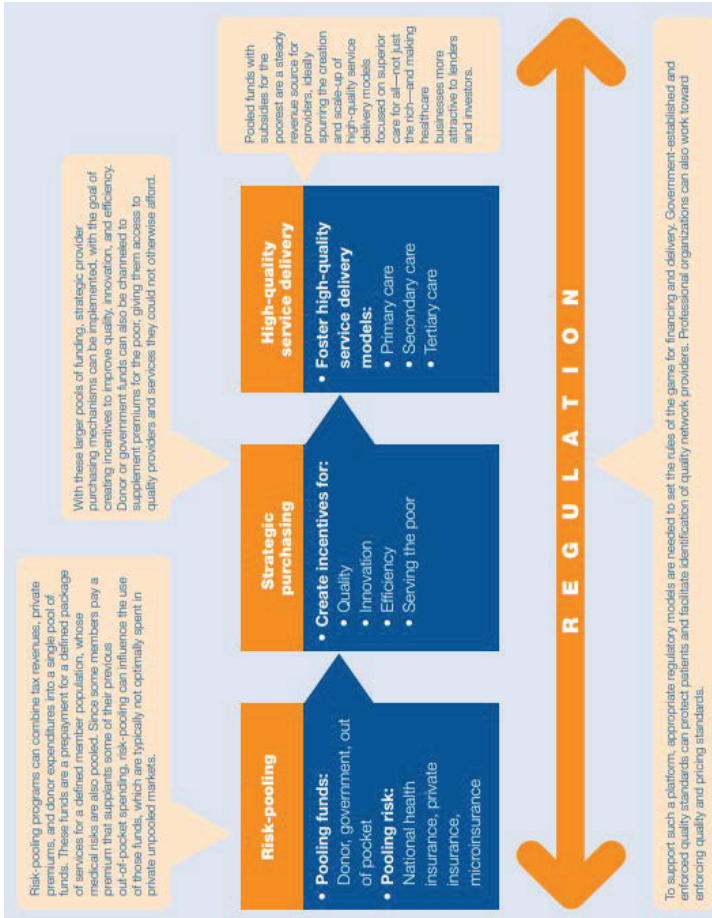 Risk-pooling programs can combine tax revenues, private
premiums, and donor expenditures into a single pool of
funds. These funds are a prepayment for a defined package
of services for a defined member population, whose
medical risks are also pooled. Since some members pay a
premium that supplants some of their previous
out-of-pocket spending, risk-pooling can influence the use
of those funds, which are typically not optimally spent in
private unpooled markets.
With these larger pools of funding, strategic provider
purchasing mechanisms can be implemented, with the goal of
creating incentives to improve quality, innovation, and efficiency.
Donor or government funds can also be channeled to
supplement premiums for the poor, giving them access to
quality providers and services they could not otherwise afford.
Pooled funds with
subsidies for the
poorest are a steady
revenue source for
providers, ideally
spurring the creation
and scale-up of
high-quality service
delivery models
focused on superior
care for all—not just
the rich—and making
healthcare
businesses more
attractive to lenders
and investors.
Risk-pooling
• Pooling funds:
Donor, government, out
of pocket
• Pooling risk:
National health
insurance, private
insurance,
microinsurance
Strategic
purchasing
• Create incentives for:
• Quality
• Innovation
• Efficiency
• Serving the poor
High-quality
service delivery
• Foster high-quality
service delivery
models:
• Primary care
• Secondary care
• Tertiary care
REGULATION
To support such a platform, appropriate regulatory models are needed to set the rules of the game for financing and delivery. Government-established and
enforced quality standards can protect patients and facilitate identification of quality network providers. Professional organizations can also work toward
enforcing quality and pricing standards.